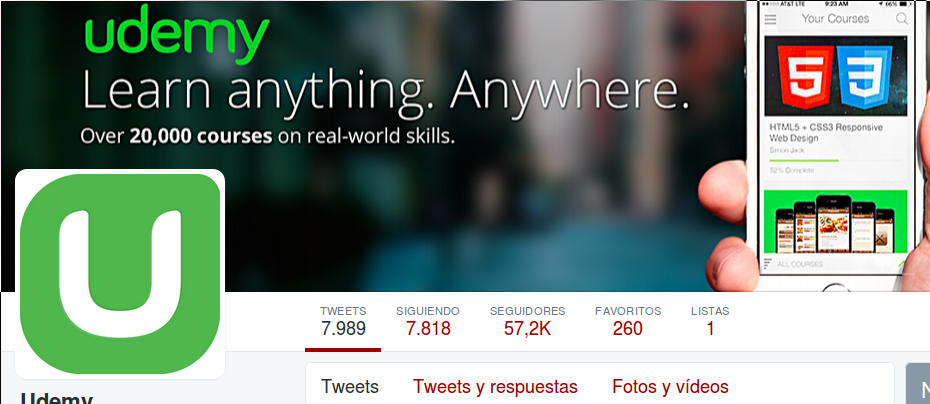 udemy
Learn anything. Anywhere.
Over 20,000 courses on real-world skills.
AT&T LTE 9:23 AM 66%
Your Courses
HTML5 + CSS3 Responsive
Web Design
Simon Jack
52% Complete
ALL COURSES
U
TWEETS SIGUIENDO SEGUIDORES FAVORITOS LISTAS
7.989 7.818 57,2K 260 1
Tweets Tweets y respuestas Fotos y vídeos
Udemy
N